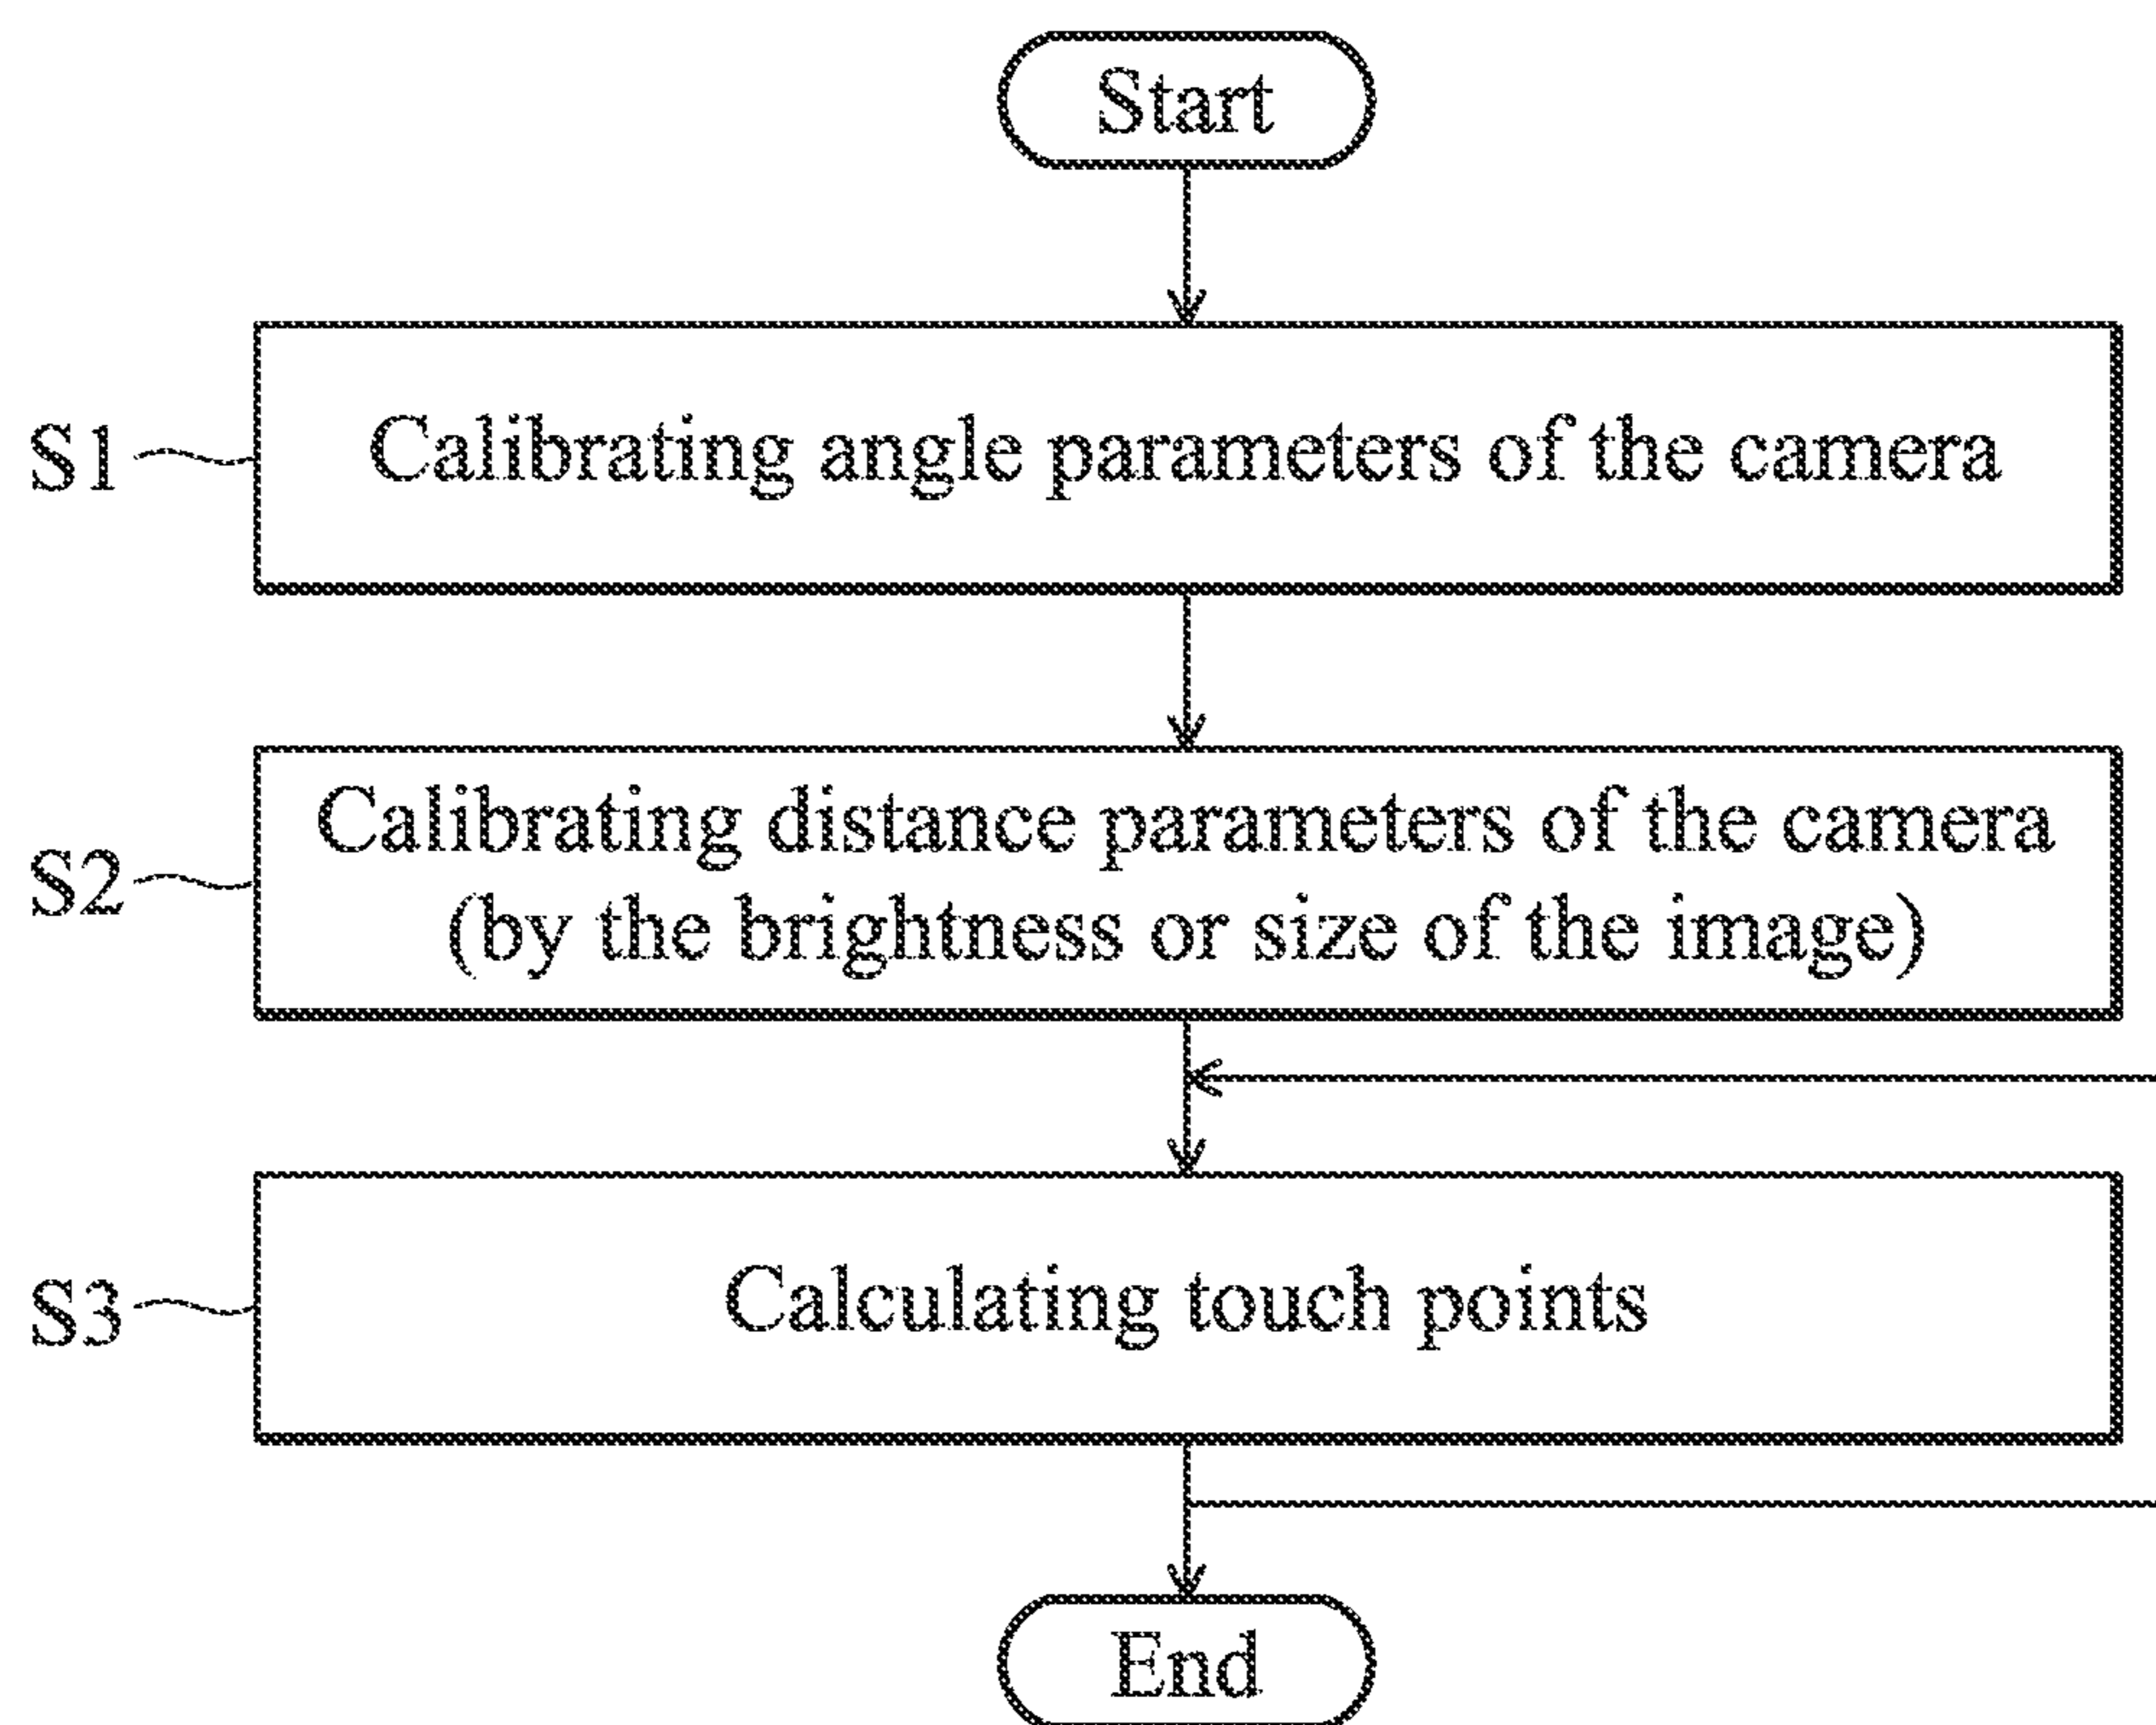 Start
S1
Calibrating angle parameters of the camera
S2
Calibrating distance parameters of the camera
(by the brightness or size of the image)
S3
Calculating touch points
End